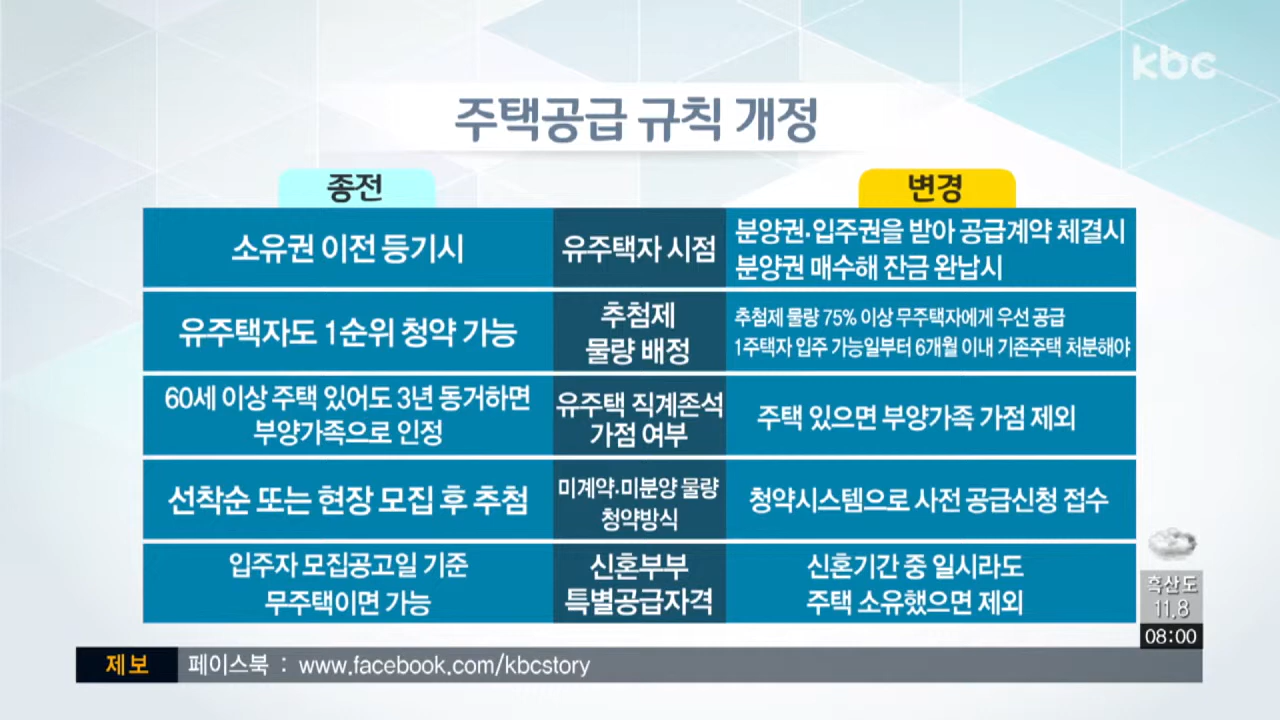 kbc
주택공급 규칙 개정
종전
변경
소유권 이전 등기시
유주택자 시점
분양권·입주권을 받아 공급계약 체결시
분양권 매수해 잔금 완납시
유주택자도 1순위 청약 가능
추첨제
물량 배정
추첨제 물량 75% 이상 무주택자에게 우선 공급
1주택자 입주 가능일부터 6개월 이내 기존주택 처분해야
60세 이상 주택 있어도 3년 동거하면
부양가족으로 인정
유주택 직계존석
가점 여부
주택 있으면 부양가족 가점 제외
선착순 또는 현장 모집 후 추첨
미계약·미분양 물량
청약방식
청약시스템으로 사전 공급신청 접수
입주자 모집공고일 기준
무주택이면 가능
신혼부부
특별공급자격
신혼기간 중 일시라도
주택 소유했으면 제외
흑산도
11.8
08:00
제보
페이스북 : www.facebook.com/kbcstory